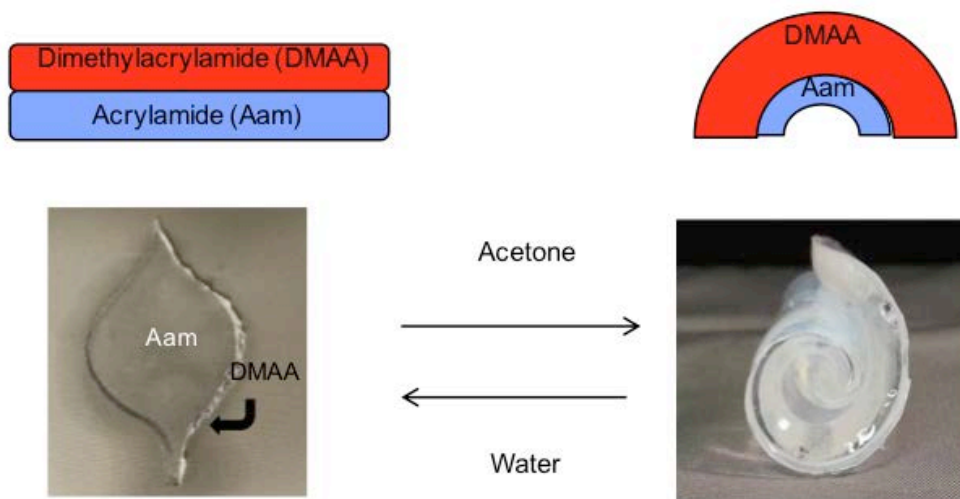 Dimethylacrylamide (DMAA)
Acrylamide (Aam)
DMAA
Aam
Acetone
Aam
DMAA
Water